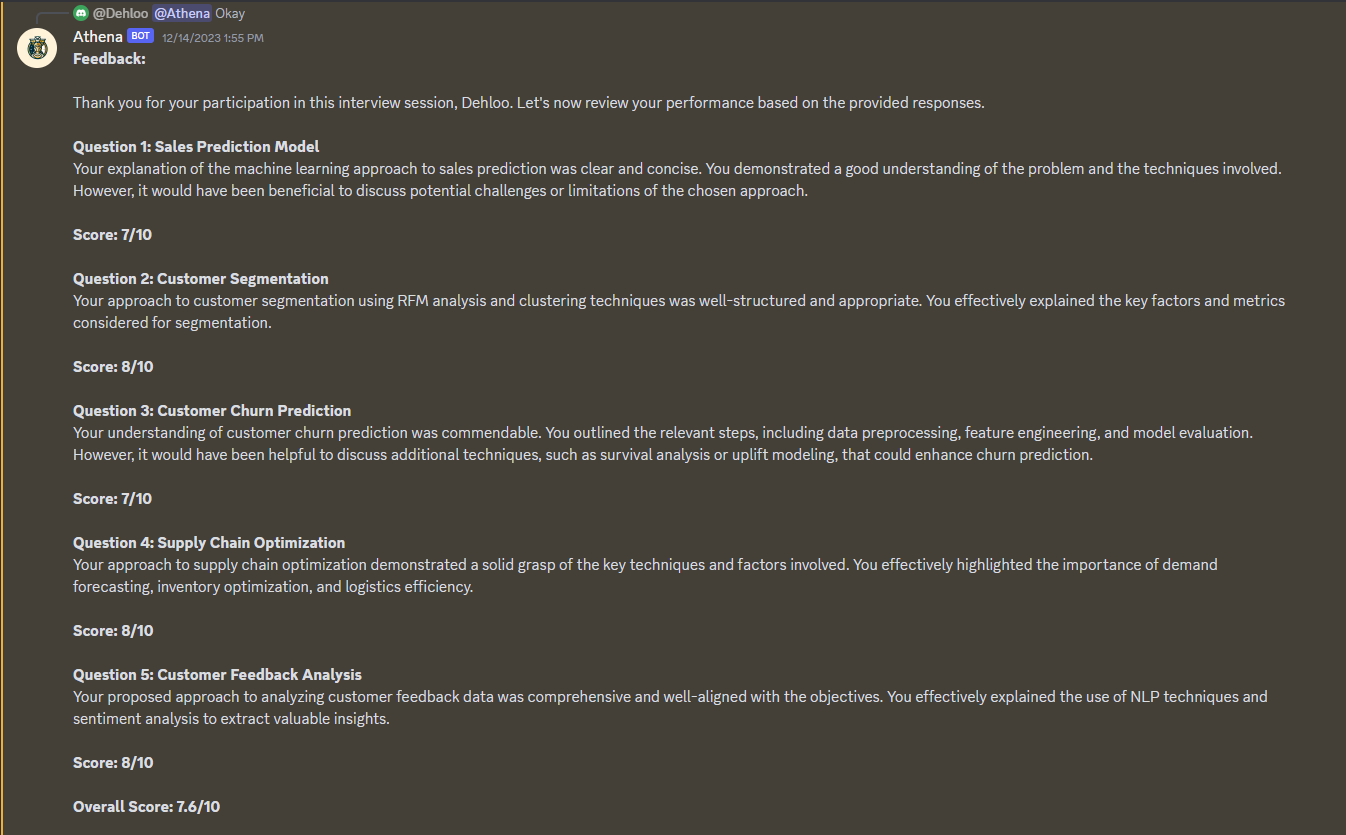 @Dehloo @Athena Okay
Athena BOT 12/14/2023 1:55 PM
Feedback:
Thank you for your participation in this interview session, Dehloo. Let's now review your performance based on the provided responses.
Question 1: Sales Prediction Model
Your explanation of the machine learning approach to sales prediction was clear and concise. You demonstrated a good understanding of the problem and the techniques involved.
However, it would have been beneficial to discuss potential challenges or limitations of the chosen approach.
Score: 7/10
Question 2: Customer Segmentation
Your approach to customer segmentation using RFM analysis and clustering techniques was well-structured and appropriate. You effectively explained the key factors and metrics
considered for segmentation.
Score: 8/10
Question 3: Customer Churn Prediction
Your understanding of customer churn prediction was commendable. You outlined the relevant steps, including data preprocessing, feature engineering, and model evaluation.
However, it would have been helpful to discuss additional techniques, such as survival analysis or uplift modeling, that could enhance churn prediction.
Score: 7/10
Question 4: Supply Chain Optimization
Your approach to supply chain optimization demonstrated a solid grasp of the key techniques and factors involved. You effectively highlighted the importance of demand
forecasting, inventory optimization, and logistics efficiency.
Score: 8/10
Question 5: Customer Feedback Analysis
Your proposed approach to analyzing customer feedback data was comprehensive and well-aligned with the objectives. You effectively explained the use of NLP techniques and
sentiment analysis to extract valuable insights.
Score: 8/10
Overall Score: 7.6/10